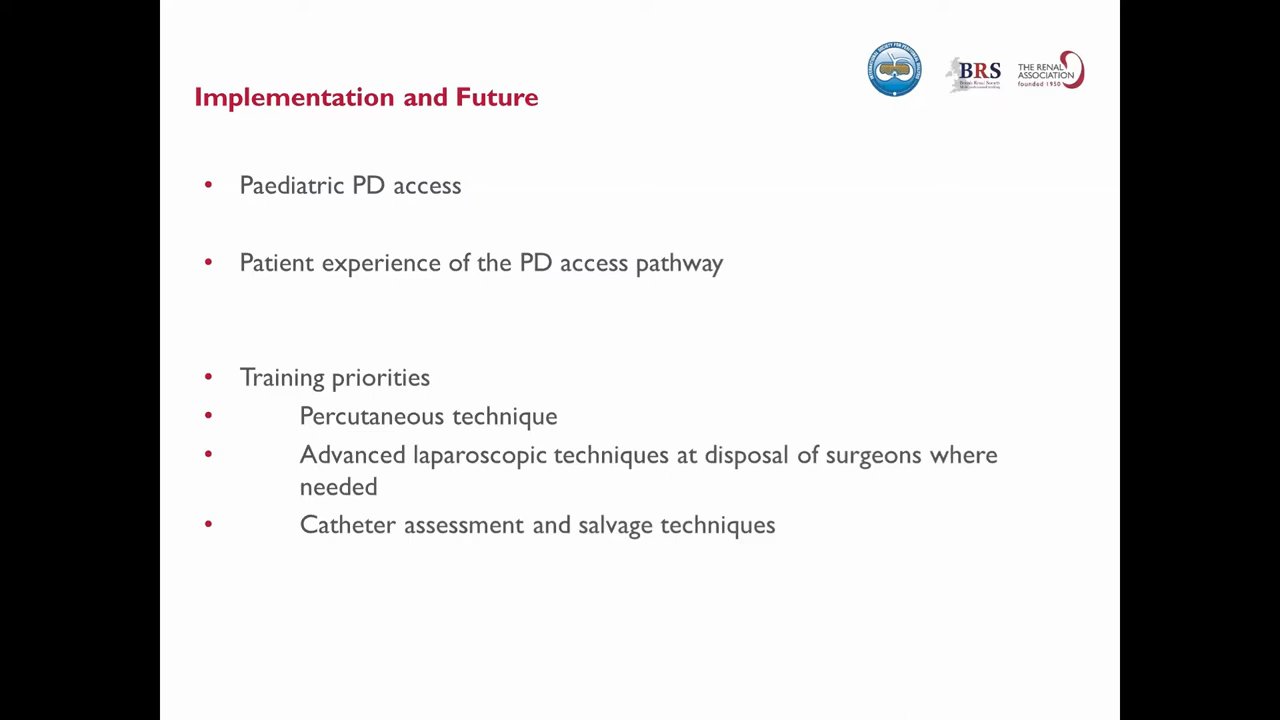 BRS
THE RENAL
ASSOCIATION
founded 1950
Implementation and Future
• Paediatric PD access
• Patient experience of the PD access pathway
• Training priorities
• Percutaneous technique
• Advanced laparoscopic techniques at disposal of surgeons where
needed
• Catheter assessment and salvage techniques